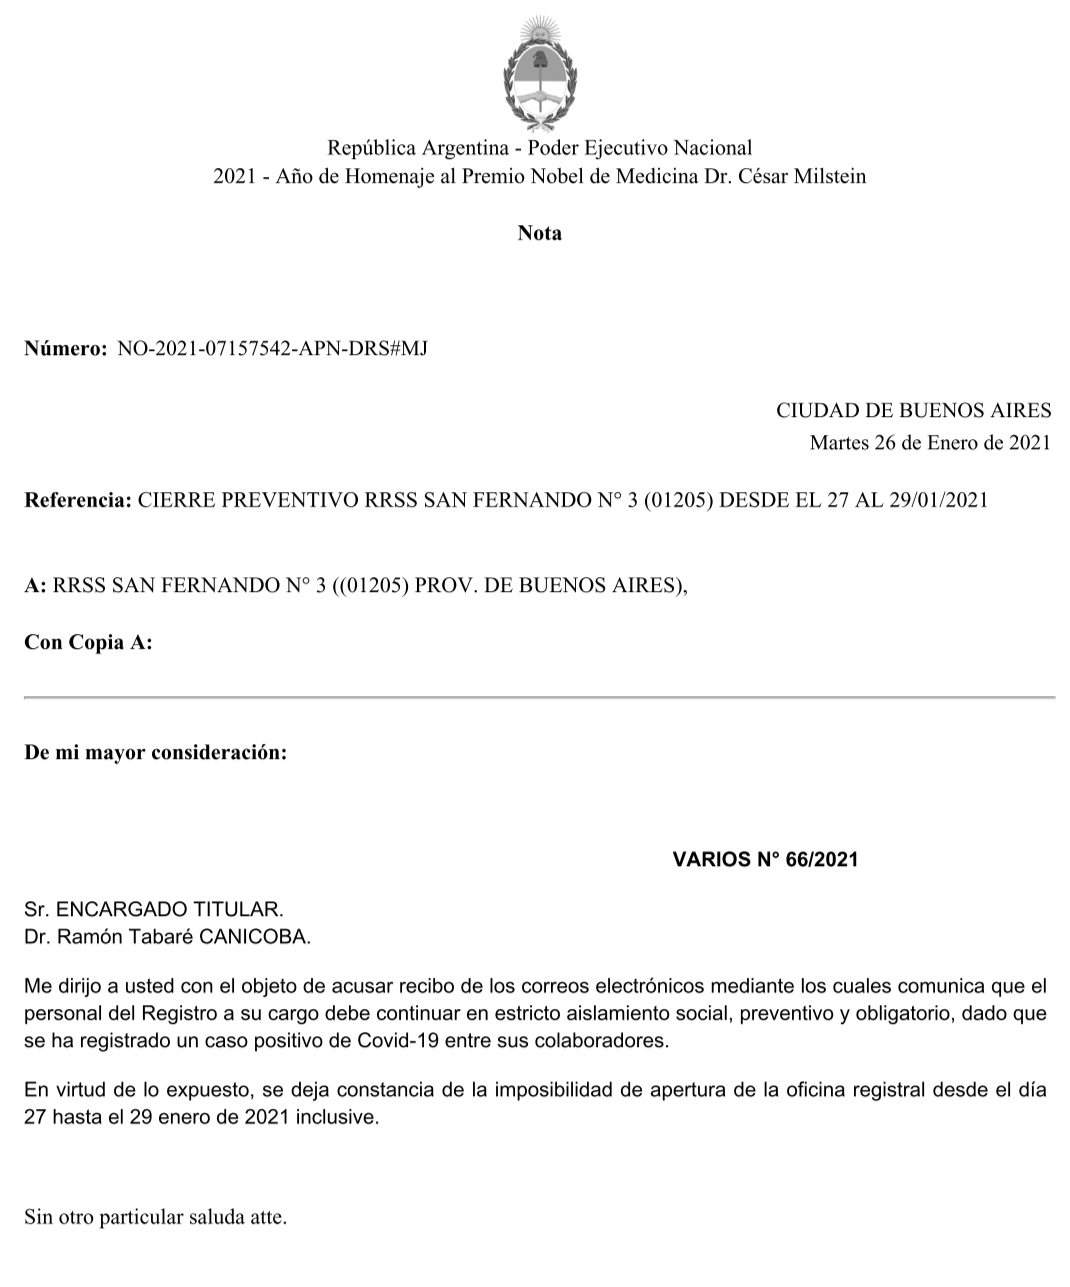 República Argentina - Poder Ejecutivo Nacional
2021 - Año de Homenaje al Premio Nobel de Medicina Dr. César Milstein
Nota
Número: NO-2021-07157542-APN-DRS#MJ
CIUDAD DE BUENOS AIRES
Martes 26 de Enero de 2021
Referencia: CIERRE PREVENTIVO RRSS SAN FERNANDO N° 3 (01205) DESDE EL 27 AL 29/01/2021
A: RRSS SAN FERNANDO N° 3 ((01205) PROV. DE BUENOS AIRES),
Con Copia A:
De mi mayor consideración:
VARIOS N° 66/2021
Sr. ENCARGADO TITULAR.
Dr. Ramón Tabaré CANICOBA.
Me dirijo a usted con el objeto de acusar recibo de los correos electrónicos mediante los cuales comunica que el
personal del Registro a su cargo debe continuar en estricto aislamiento social, preventivo y obligatorio, dado que
se ha registrado un caso positivo de Covid-19 entre sus colaboradores.
En virtud de lo expuesto, se deja constancia de la imposibilidad de apertura de la oficina registral desde el día
27 hasta el 29 enero de 2021 inclusive.
Sin otro particular saluda atte.